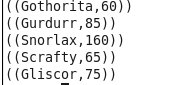 ((Gothorita,60))
((Gurdurr,85))
((Snorlax,160))
((Scrafty,65))
((Gliscor,75))